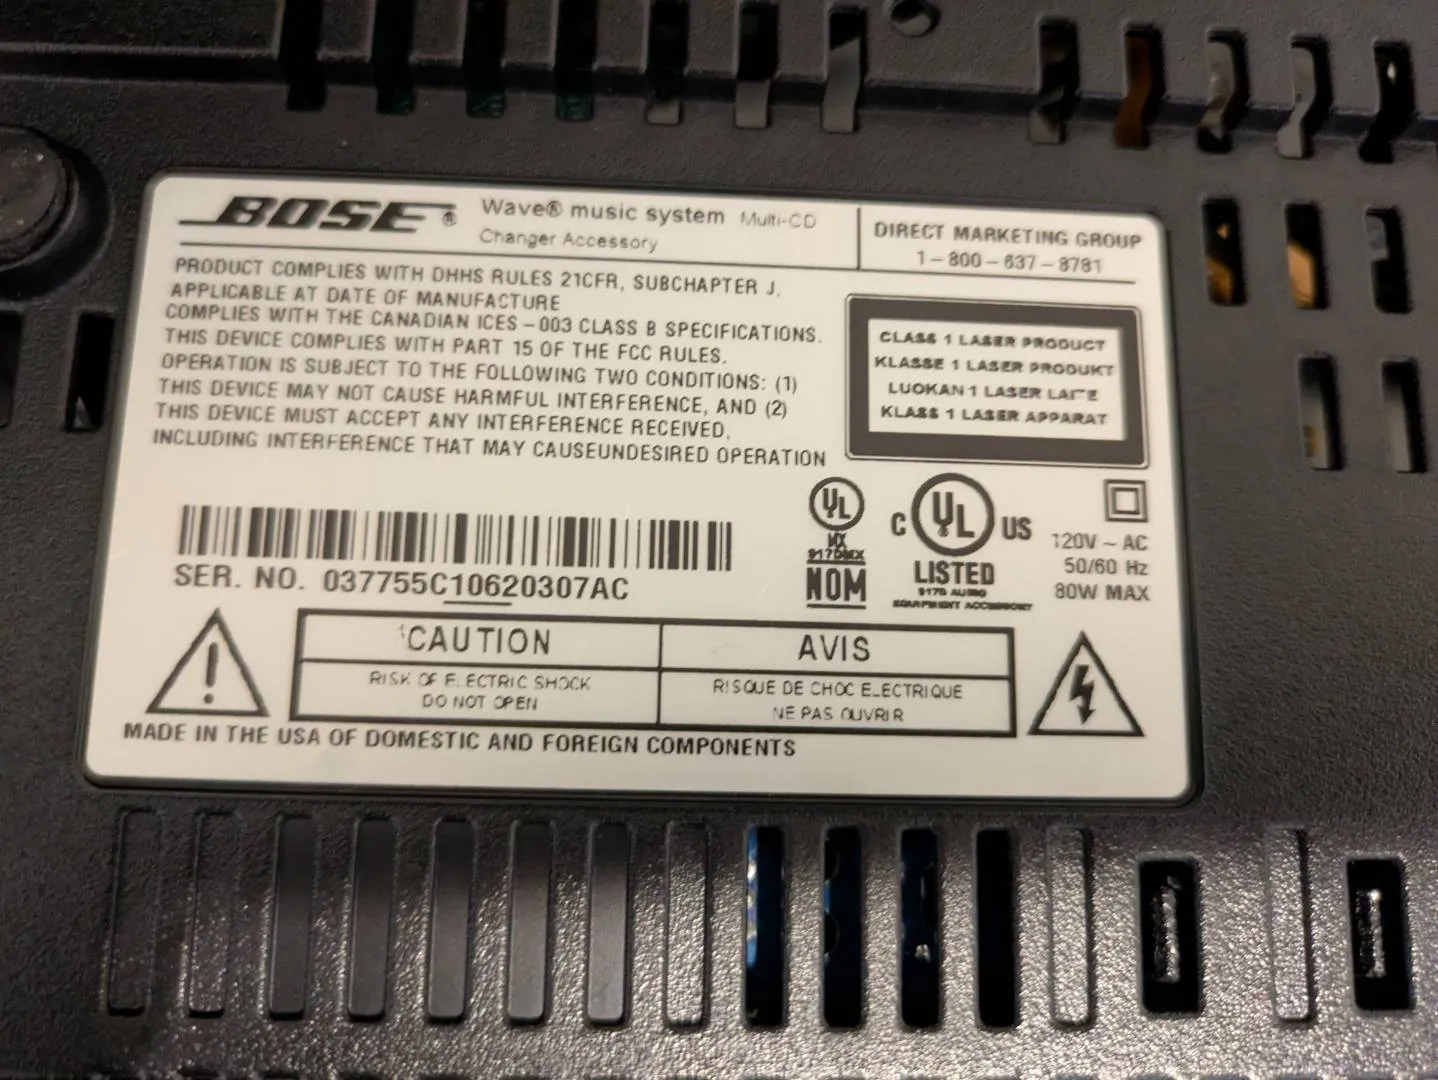 BOSE® Wave® music system Multi-CD
Changer Accessory
DIRECT MARKETING GROUP
1-800-637-8781
PRODUCT COMPLIES WITH DHHS RULES 21CFR, SUBCHAPTER J,
APPLICABLE AT DATE OF MANUFACTURE
COMPLIES WITH THE CANADIAN ICES-003 CLASS B SPECIFICATIONS.
THIS DEVICE COMPLIES WITH PART 15 OF THE FCC RULES.
OPERATION IS SUBJECT TO THE FOLLOWING TWO CONDITIONS: (1)
THIS DEVICE MAY NOT CAUSE HARMFUL INTERFERENCE, AND (2)
THIS DEVICE MUST ACCEPT ANY INTERFERENCE RECEIVED,
INCLUDING INTERFERENCE THAT MAY CAUSEUNDESIRED OPERATION
CLASS 1 LASER PRODUCT
KLASSE 1 LASER PRODUKT
LUOKAN 1 LASER LAITE
KLASS 1 LASER APPARAT
SER. NO. 037755C10620307AC
UL
MX
917DMX
NOM
C UL US
LISTED
917D AUDIO
EQUIPMENT ACCESSORY
120V ~ AC
50/60 Hz
80W MAX
CAUTION
RISK OF ELECTRIC SHOCK
DO NOT OPEN
AVIS
RISQUE DE CHOC ELECTRIQUE
NE PAS OUVRIR
MADE IN THE USA OF DOMESTIC AND FOREIGN COMPONENTS